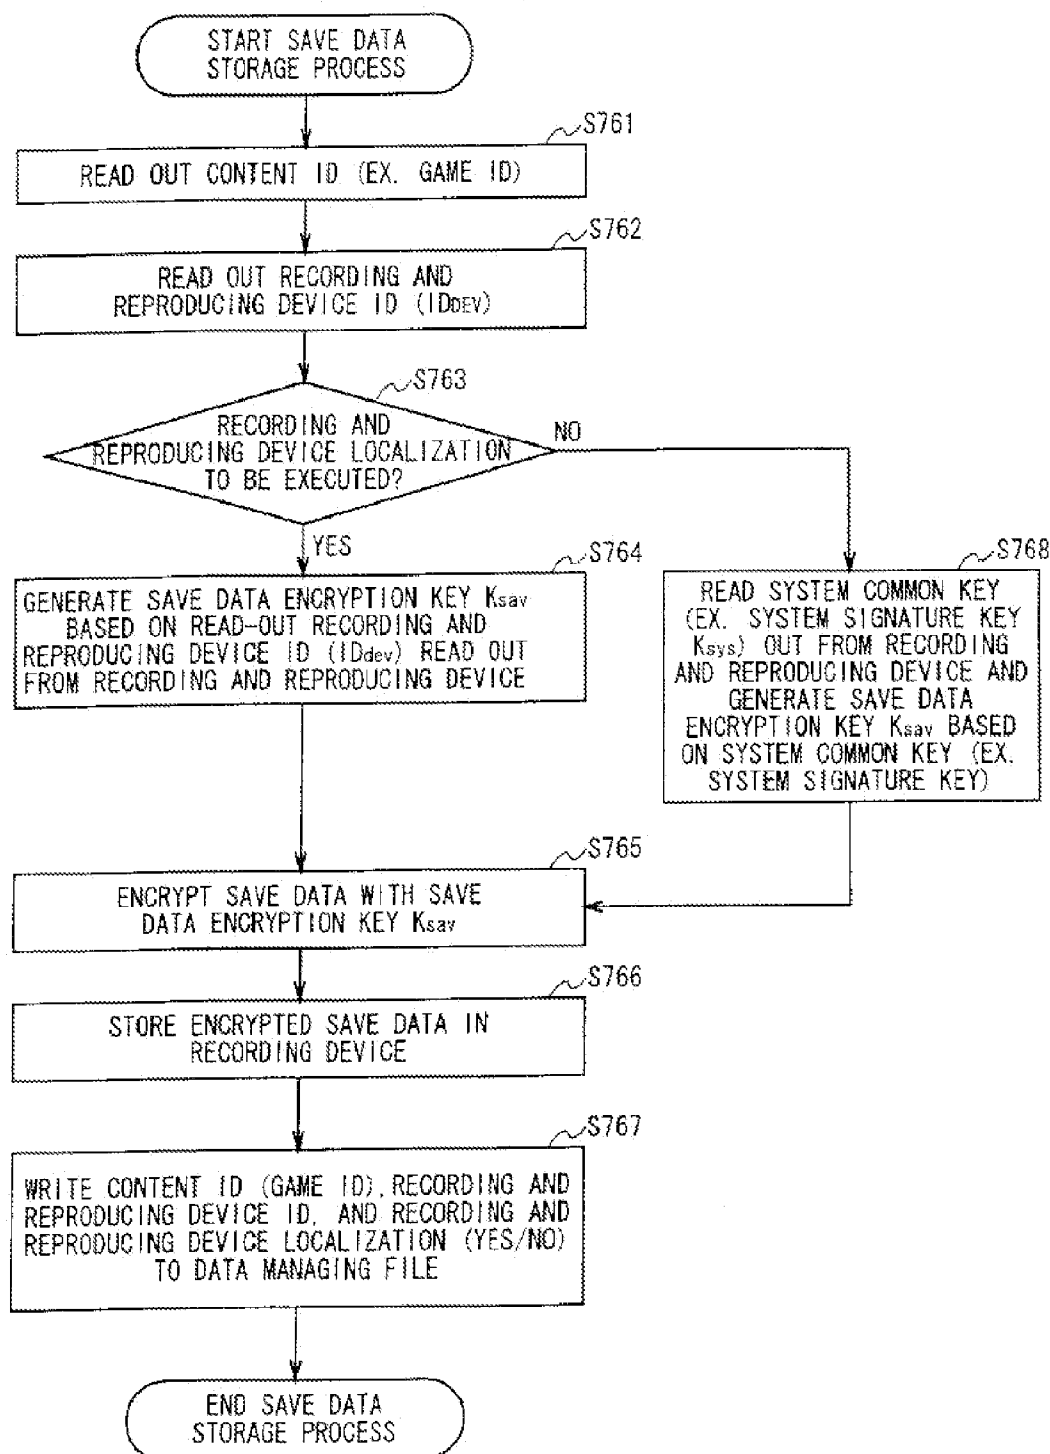 START SAVE DATA
STORAGE PROCESS
S761
READ OUT CONTENT ID (EX. GAME ID)
S762
READ OUT RECORDING AND
REPRODUCING DEVICE ID (IDDEV)
S763
RECORDING AND
REPRODUCING DEVICE LOCALIZATION
TO BE EXECUTED?
NO
YES
S764
GENERATE SAVE DATA ENCRYPTION KEY Ksav
BASED ON READ-OUT RECORDING AND
REPRODUCING DEVICE ID (IDdev) READ OUT
FROM RECORDING AND REPRODUCING DEVICE
S768
READ SYSTEM COMMON KEY
(EX. SYSTEM SIGNATURE KEY
Ksys) OUT FROM RECORDING
AND REPRODUCING DEVICE AND
GENERATE SAVE DATA
ENCRYPTION KEY Ksav BASED
ON SYSTEM COMMON KEY (EX.
SYSTEM SIGNATURE KEY)
S765
ENCRYPT SAVE DATA WITH SAVE
DATA ENCRYPTION KEY Ksav
S766
STORE ENCRYPTED SAVE DATA IN
RECORDING DEVICE
S767
WRITE CONTENT ID (GAME ID), RECORDING AND
REPRODUCING DEVICE ID, AND RECORDING AND
REPRODUCING DEVICE LOCALIZATION (YES/NO)
TO DATA MANAGING FILE
END SAVE DATA
STORAGE PROCESS